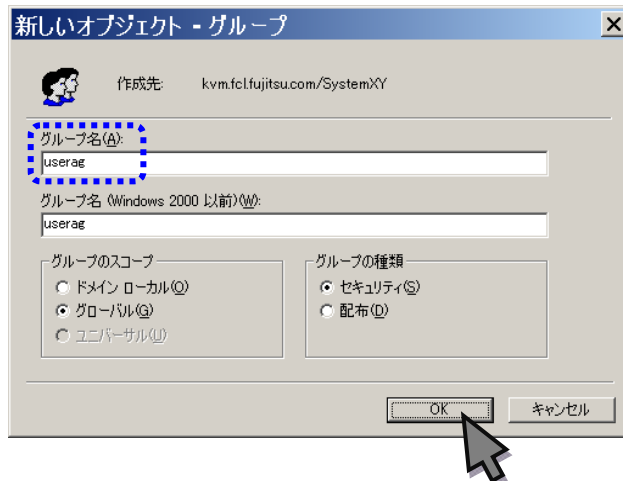 新しいオブジェクト - グループ
作成先: kvm.fcl.fujitsu.com/SystemXY
グループ名(A):
userag
グループ名 (Windows 2000 以前)(W):
userag
グループのスコープ
グループの種類
ドメイン ローカル(O)
セキュリティ(S)
グローバル(G)
配布(D)
ユニバーサル(U)
OK
キャンセル